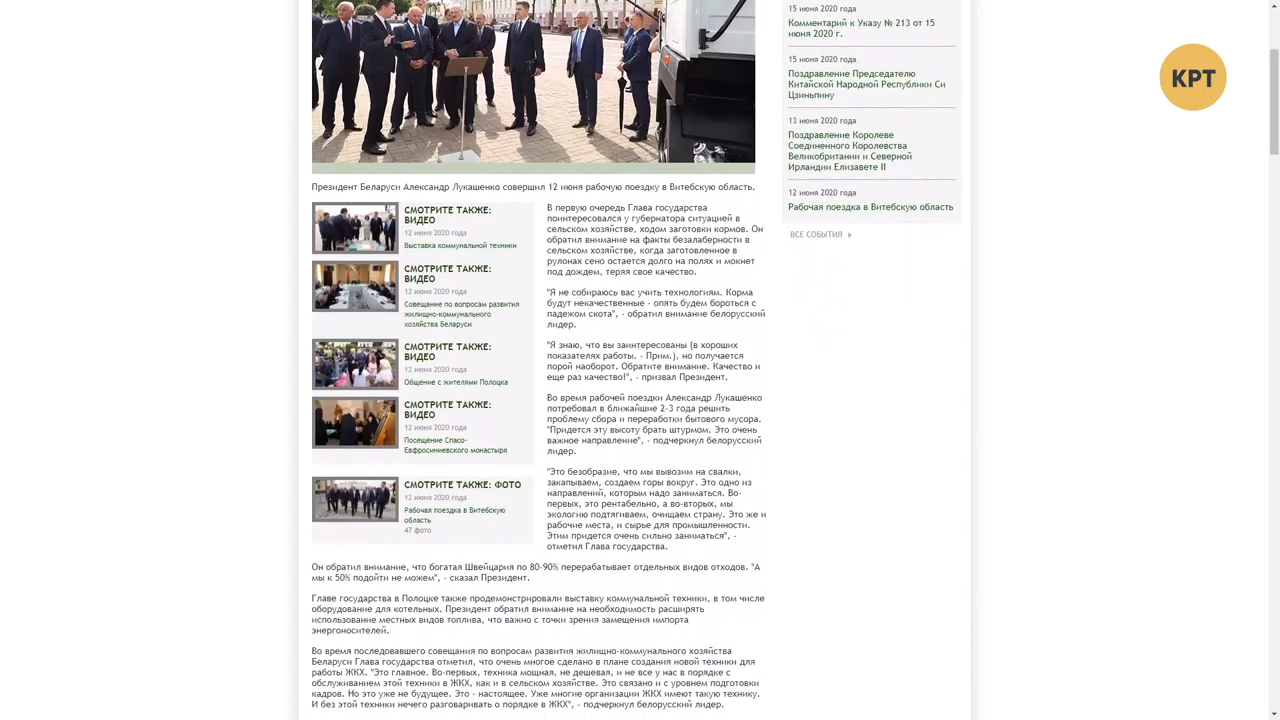 15 июня 2020 года
Комментарий к Указу № 213 от 15
июня 2020 г.
15 июня 2020 года
Поздравление Председателю
Китайской Народной Республики Си
Цзиньпину
13 июня 2020 года
Поздравление Королеве
Соединенного Королевства
Великобритании и Северной
Ирландии Елизавете II
12 июня 2020 года
Рабочая поездка в Витебскую область
ВСЕ СОБЫТИЯ
КРТ
Президент Беларуси Александр Лукашенко совершил 12 июня рабочую поездку в Витебскую область.
СМОТРИТЕ ТАКЖЕ:
ВИДЕО
12 июня 2020 года
Выставка коммунальной техники
СМОТРИТЕ ТАКЖЕ:
ВИДЕО
12 июня 2020 года
Совещание по вопросам развития
жилищно-коммунального
хозяйства Беларуси
СМОТРИТЕ ТАКЖЕ:
ВИДЕО
12 июня 2020 года
Общение с жителями Полоцка
СМОТРИТЕ ТАКЖЕ:
ВИДЕО
12 июня 2020 года
Посещение Спасо-
Евфросиниевского монастыря
СМОТРИТЕ ТАКЖЕ: ФОТО
12 июня 2020 года
Рабочая поездка в Витебскую
область
47 фото
В первую очередь Глава государства
поинтересовался у губернатора ситуацией в
сельском хозяйстве, ходом заготовки кормов. Он
обратил внимание на факты безалаберности в
сельском хозяйстве, когда заготовленное в
рулонах сено остается долго на полях и мокнет
под дождем, теряя свое качество.
"Я не собираюсь вас учить технологиям. Корма
будут некачественные - опять будем бороться с
падежом скота", - обратил внимание белорусский
лидер.
"Я знаю, что вы заинтересованы (в хороших
показателях работы. - Прим.), но получается
порой наоборот. Обратите внимание. Качество и
еще раз качество!", - призвал Президент.
Во время рабочей поездки Александр Лукашенко
потребовал в ближайшие 2-3 года решить
проблему сбора и переработки бытового мусора.
"Придется эту высоту брать штурмом. Это очень
важное направление", - подчеркнул белорусский
лидер.
"Это безобразие, что мы вывозим на свалки,
закапываем, создаем горы вокруг. Это одно из
направлений, которым надо заниматься. Во-
первых, это рентабельно, а во-вторых, мы
экологию подтягиваем, очищаем страну. Это же и
рабочие места, и сырье для промышленности.
Этим придется очень сильно заниматься", -
отметил Глава государства.
Он обратил внимание, что богатая Швейцария по 80-90% перерабатывает отдельных видов отходов. "А
мы к 50% подойти не можем", - сказал Президент.
Главе государства в Полоцке также продемонстрировали выставку коммунальной техники, в том числе
оборудование для котельных. Президент обратил внимание на необходимость расширять
использование местных видов топлива, что важно с точки зрения замещения импорта
энергоносителей.
Во время последовавшего совещания по вопросам развития жилищно-коммунального хозяйства
Беларуси Глава государства отметил, что очень многое сделано в плане создания новой техники для
работы ЖКХ. "Это главное. Во-первых, техника мощная, не дешевая, и не все у нас в порядке с
обслуживанием этой техники в ЖКХ, как и в сельском хозяйстве. Это связано и с уровнем подготовки
кадров. Но это уже не будущее. Это - настоящее. Уже многие организации ЖКХ имеют такую технику.
И без этой техники нечего разговаривать о порядке в ЖКХ", - подчеркнул белорусский лидер.